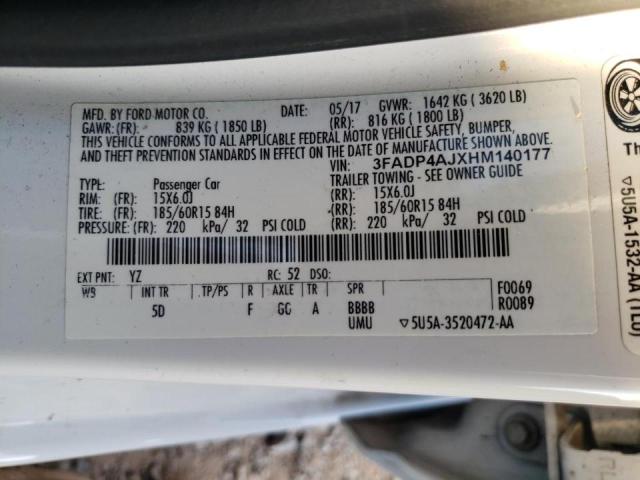 MFD. BY FORD MOTOR CO. DATE: 05/17 GVWR: 1642 KG ( 3620 LB)
GAWR: (FR): 839 KG ( 1850 LB) (RR): 816 KG ( 1800 LB)
THIS VEHICLE CONFORMS TO ALL APPLICABLE FEDERAL MOTOR VEHICLE SAFETY, BUMPER,
AND THEFT PREVENTION STANDARDS IN EFFECT ON THE DATE OF MANUFACTURE SHOWN ABOVE.
VIN: 3FADP4AJXHM140177
TYPE: Passenger Car TRAILER TOWING - SEE OWNER GUIDE
RIM: (FR): 15X6.0J (RR): 15X6.0J
TIRE: (FR): 185/60R15 84H (RR): 185/60R15 84H
PRESSURE: (FR): 220 kPa/ 32 PSI COLD (RR): 220 kPa/ 32 PSI COLD
EXT PNT: YZ RC: 52 DSO:
WB INT TR TP/PS R AXLE TR SPR F0069
5D F GG A BBBB R0089
UMU ▽5U5A-3520472-AA
Th
▽5U5A-1532-AA (TLU)